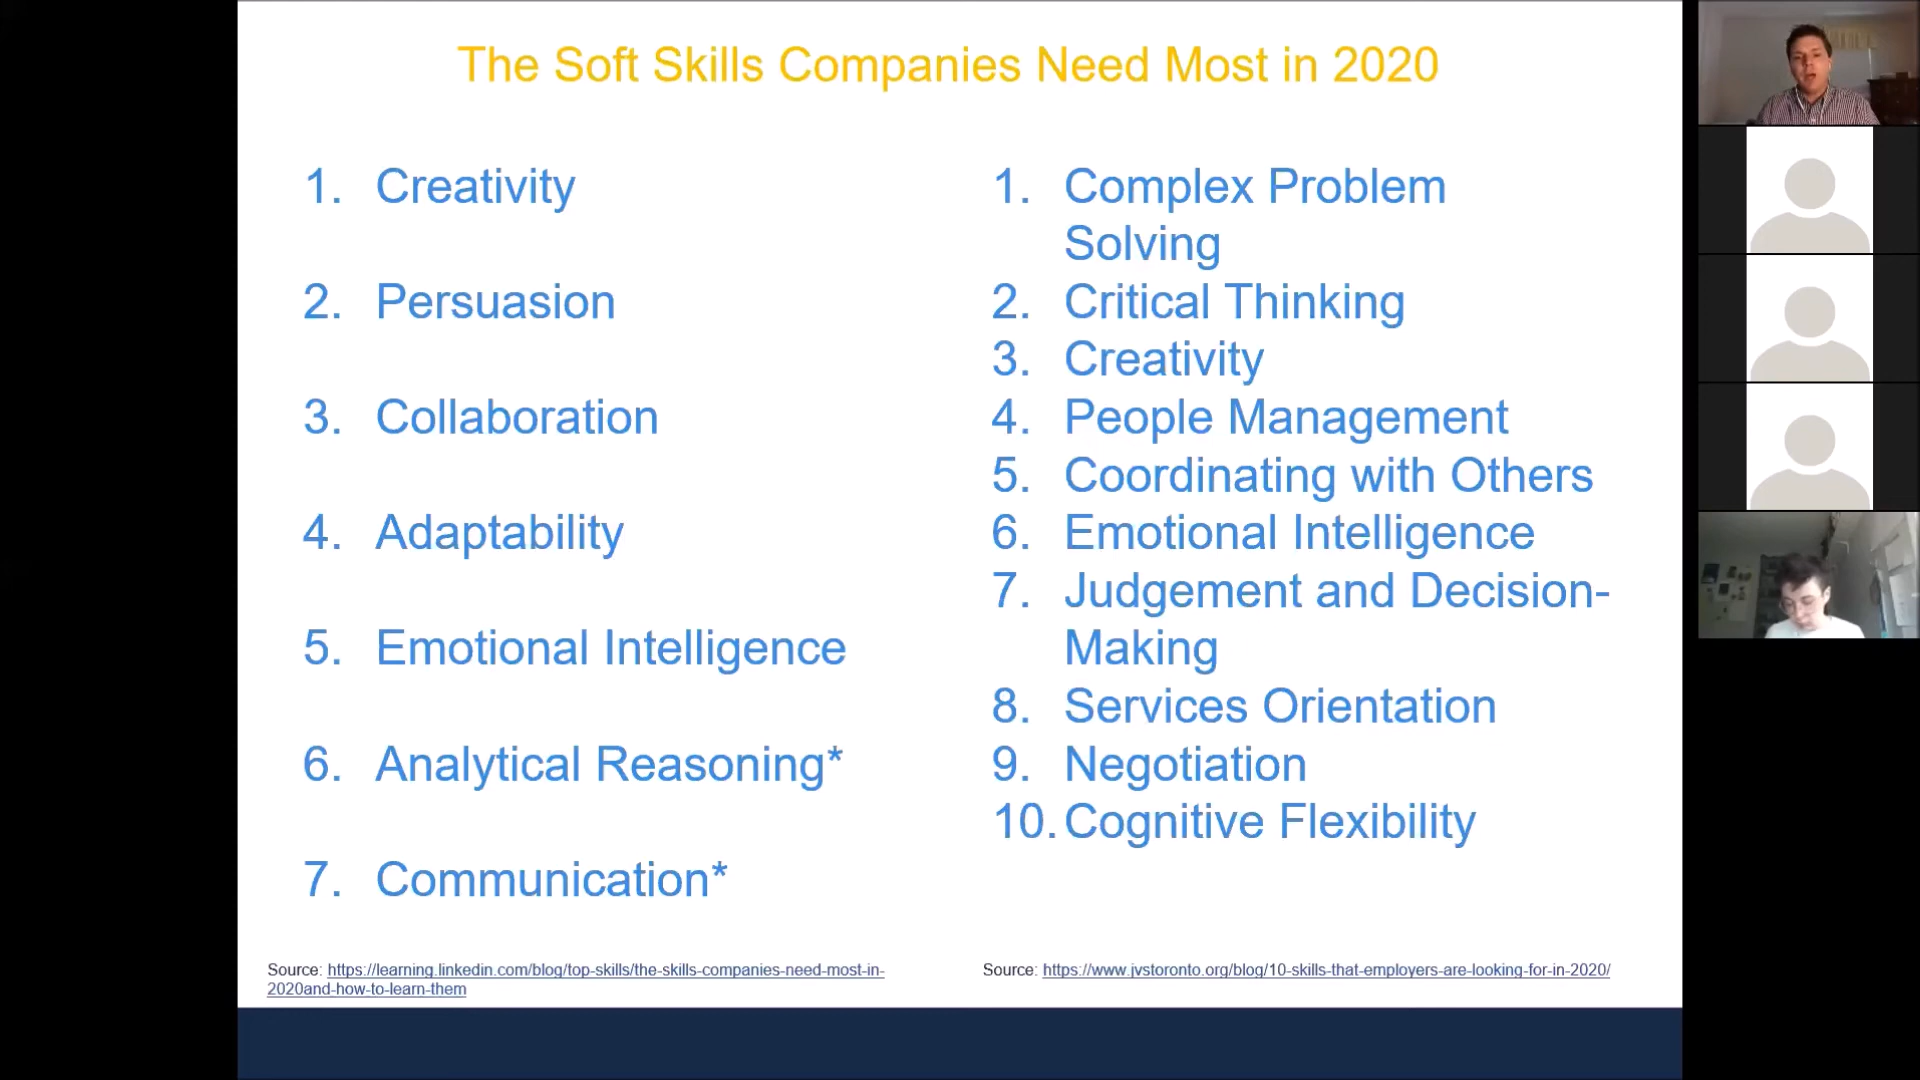 The Soft Skills Companies Need Most in 2020
1. Creativity
2. Persuasion
3. Collaboration
4. Adaptability
5. Emotional Intelligence
6. Analytical Reasoning*
7. Communication*
Source: https://learning.linkedin.com/blog/top-skills/the-skills-companies-need-most-in-
2020and-how-to-learn-them
1. Complex Problem
Solving
2. Critical Thinking
3. Creativity
4. People Management
5. Coordinating with Others
6. Emotional Intelligence
7. Judgement and Decision-
Making
8. Services Orientation
9. Negotiation
10. Cognitive Flexibility
Source: https://www.jvstoronto.org/blog/10-skills-that-employers-are-looking-for-in-2020/